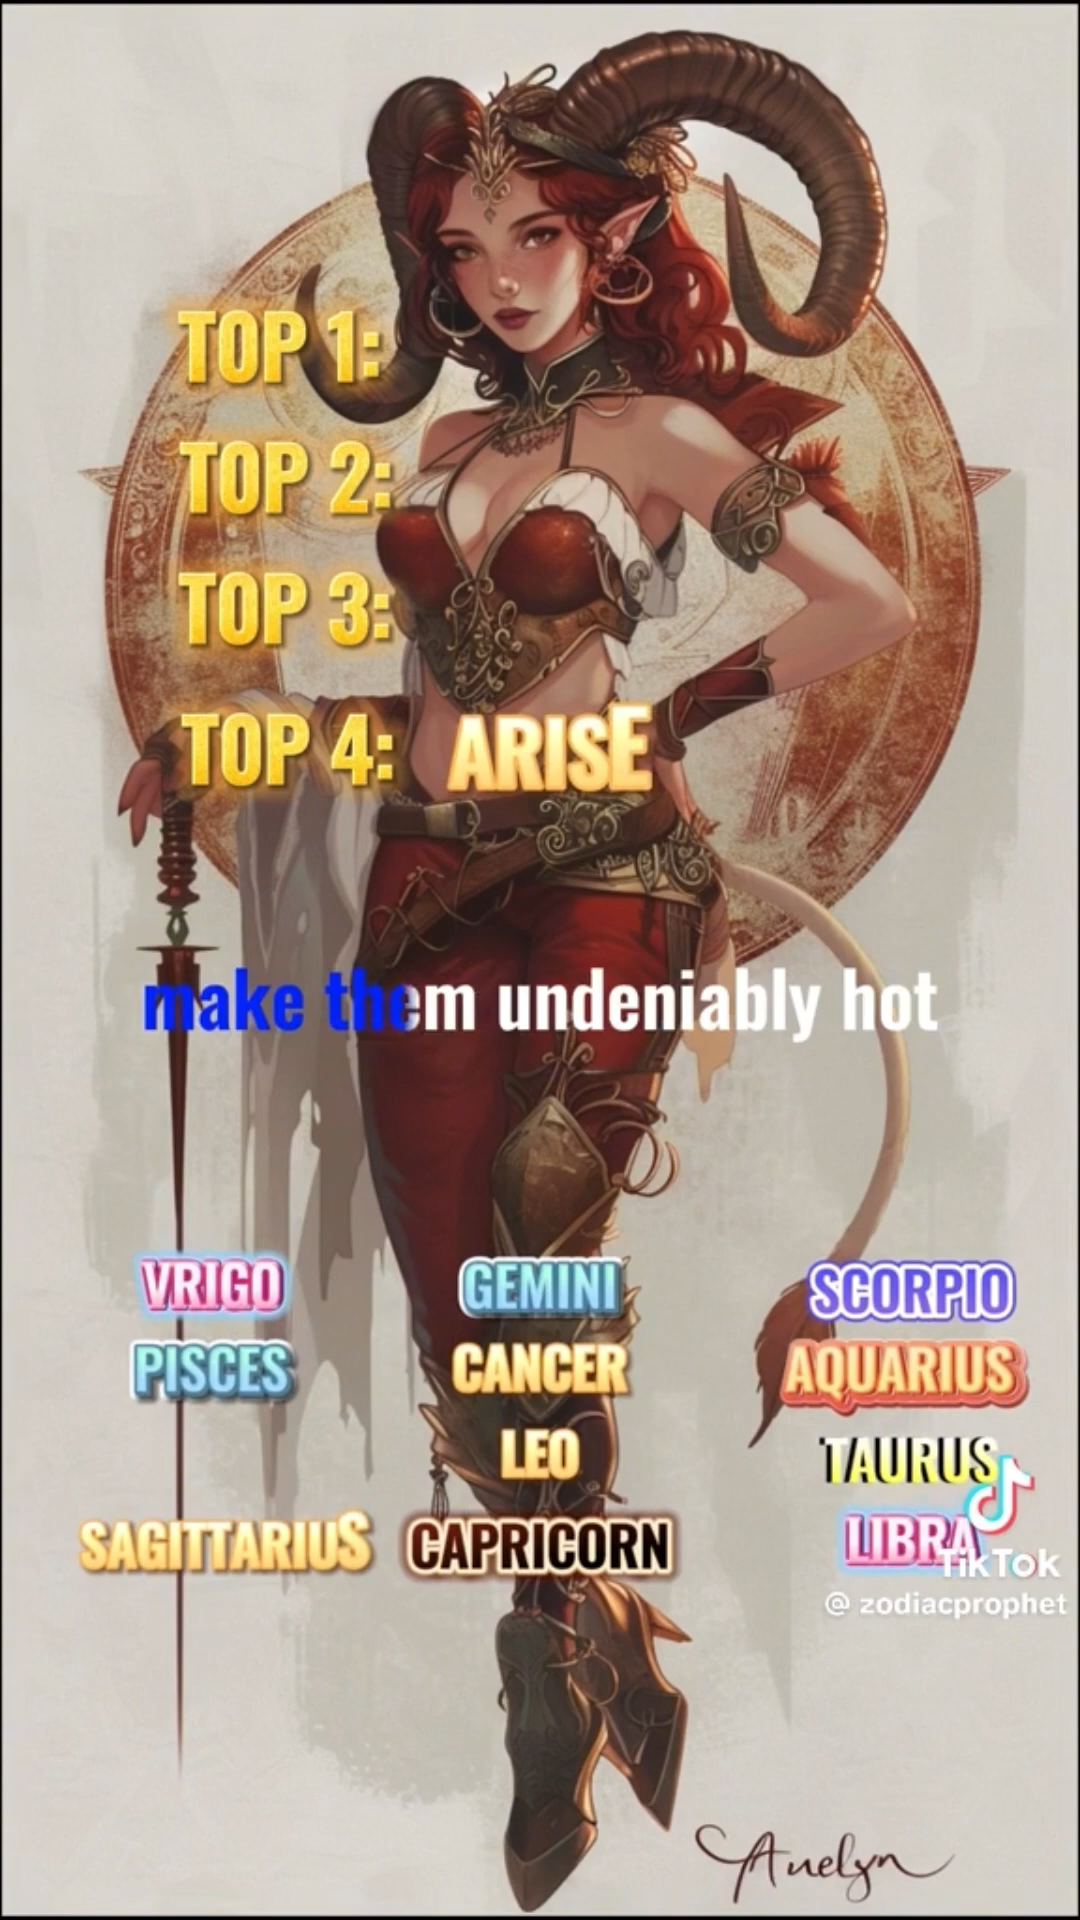 TOP 1:
TOP 2:
TOP 3:
TOP 4: ARISE
make them undeniably hot
VRIGO GEMINI SCORPIO
PISCES CANCER AQUARIUS
LEO TAURUS
SAGITTARIUS CAPRICORN LIBRA
TikTok
@ zodiacprophet